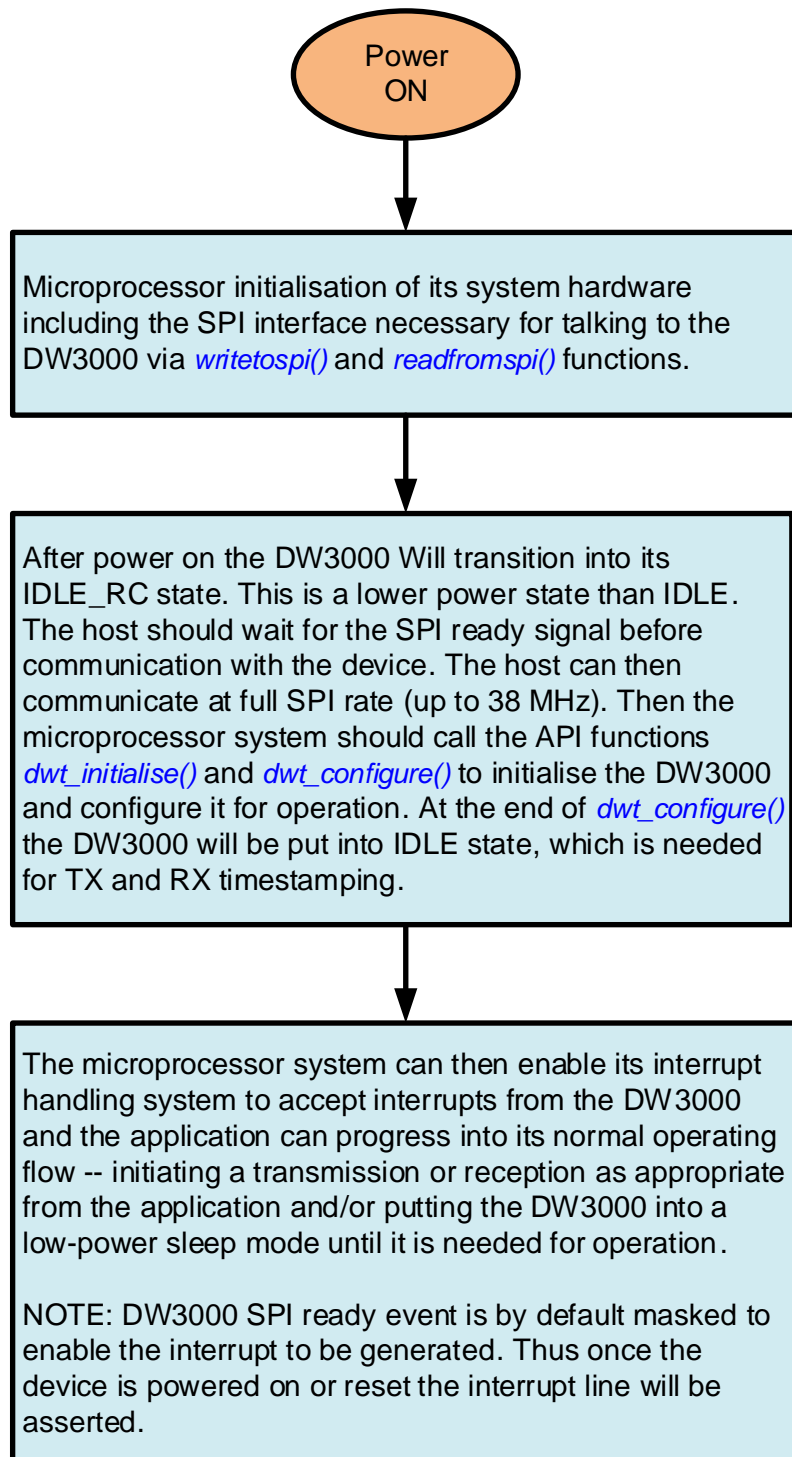 Power
ON
Microprocessor initialisation of its system hardware
including the SPI interface necessary for talking to the
DW3000 via writetospi() and readfromspi() functions.
After power on the DW3000 Will transition into its
IDLE_RC state. This is a lower power state than IDLE.
The host should wait for the SPI ready signal before
communication with the device. The host can then
communicate at full SPI rate (up to 38 MHz). Then the
microprocessor system should call the API functions
dwt_initialise() and dwt_configure() to initialise the DW3000
and configure it for operation. At the end of dwt_configure()
the DW3000 will be put into IDLE state, which is needed
for TX and RX timestamping.
The microprocessor system can then enable its interrupt
handling system to accept interrupts from the DW3000
and the application can progress into its normal operating
flow -- initiating a transmission or reception as appropriate
from the application and/or putting the DW3000 into a
low-power sleep mode until it is needed for operation.
NOTE: DW3000 SPI ready event is by default masked to
enable the interrupt to be generated. Thus once the
device is powered on or reset the interrupt line will be
asserted.